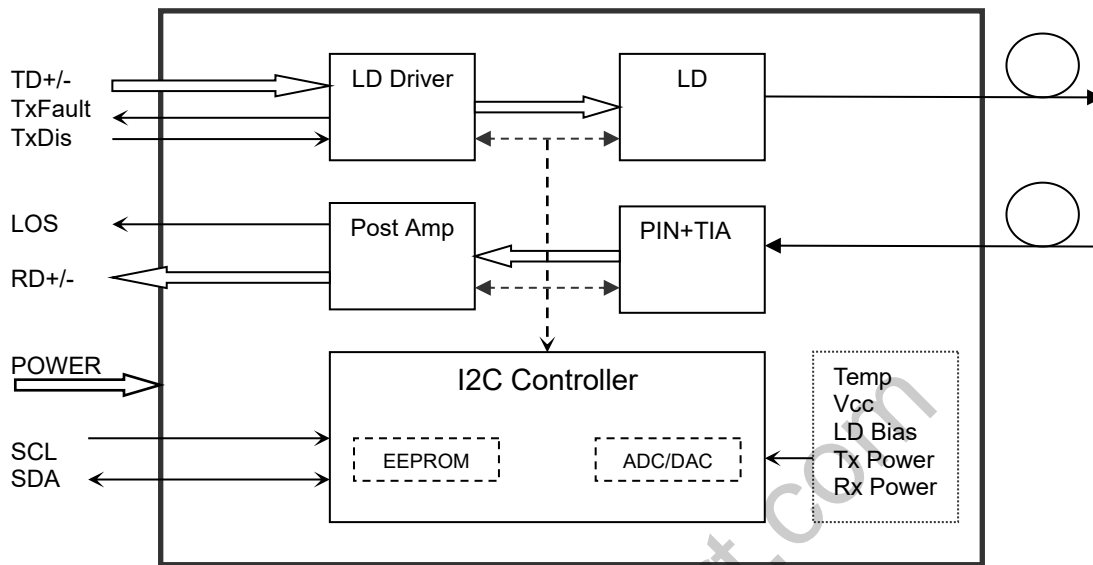 TD+/-
TxFault
TxDis
LD Driver
LD
LOS
RD+/-
Post Amp
PIN+TIA
POWER
SCL
SDA
I2C Controller
EEPROM
ADC/DAC
Temp
Vcc
LD Bias
Tx Power
Rx Power
t.com